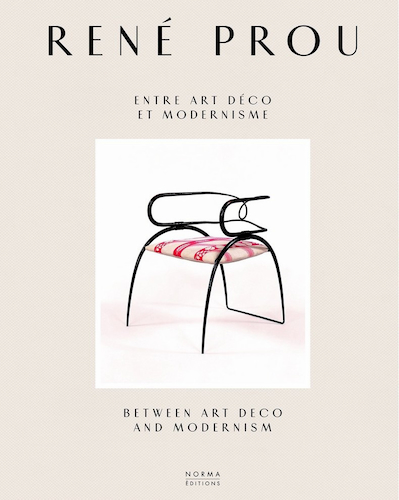 RENÉ PROU
ENTRE ART DÉCO
ET MODERNISME
BETWEEN ART DECO
AND MODERNISM
NORMA
ÉDITIONS